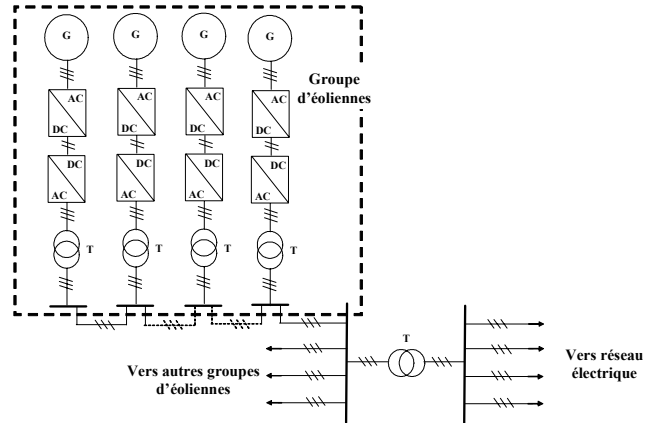 G G G G
Groupe
d'éoliennes
AC AC AC AC
DC DC DC DC
DC DC DC DC
AC AC AC AC
T T T T
T
Vers autres groupes
d'éoliennes
Vers réseau
électrique